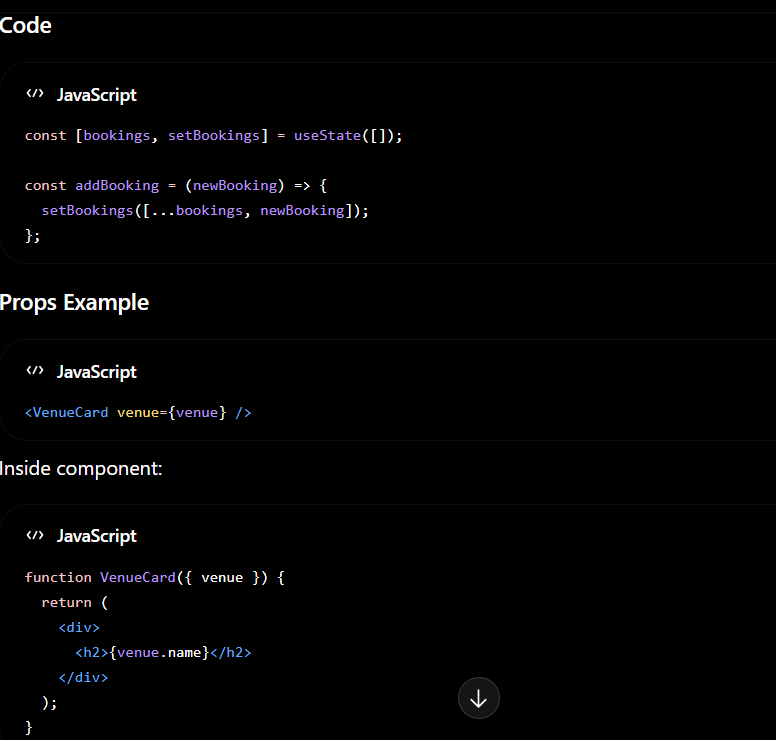 Code
</> JavaScript
const [bookings, setBookings] = useState([]);
const addBooking = (newBooking) => {
  setBookings([...bookings, newBooking]);
};
Props Example
</> JavaScript
<VenueCard venue={venue} />
Inside component:
</> JavaScript
function VenueCard({ venue }) {
  return (
    <div>
      <h2>{venue.name}</h2>
    </div>
  );
}